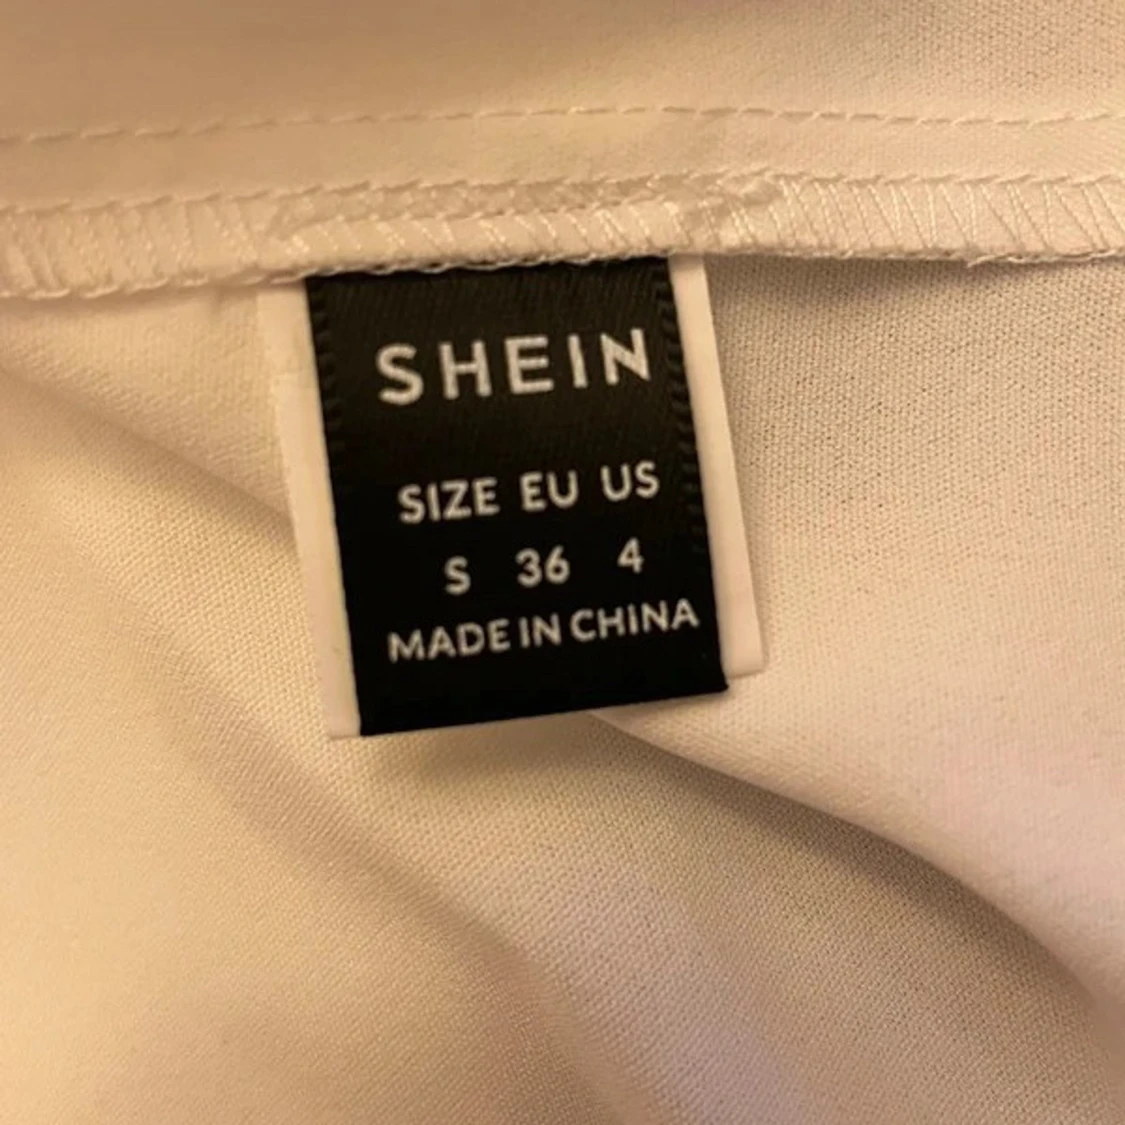 SHEIN
SIZE EU US
S 36 4
MADE IN CHINA